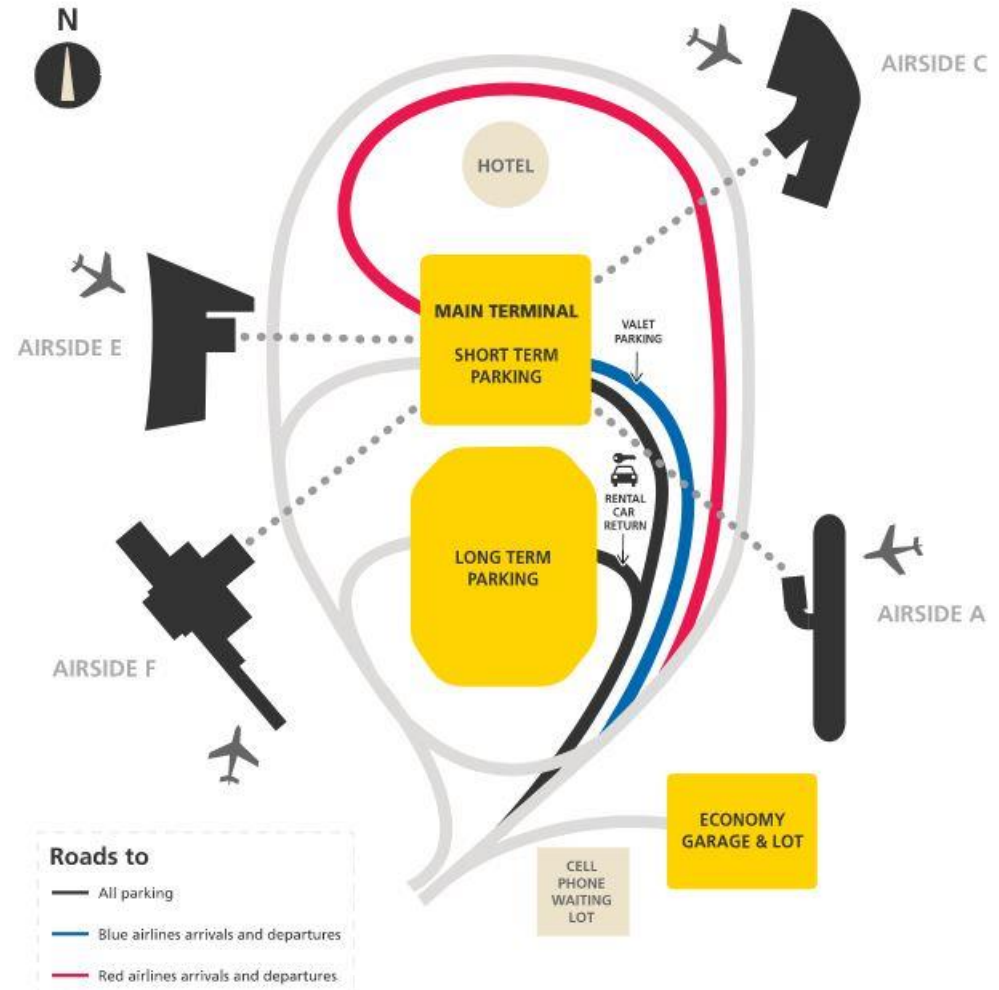 N
AIRSIDE C
HOTEL
MAIN TERMINAL
SHORT TERM
PARKING
VALET
PARKING
AIRSIDE E
RENTAL
CAR
RETURN
LONG TERM
PARKING
AIRSIDE A
AIRSIDE F
ECONOMY
GARAGE & LOT
CELL
PHONE
WAITING
LOT
Roads to
All parking
Blue airlines arrivals and departures
Red airlines arrivals and departures